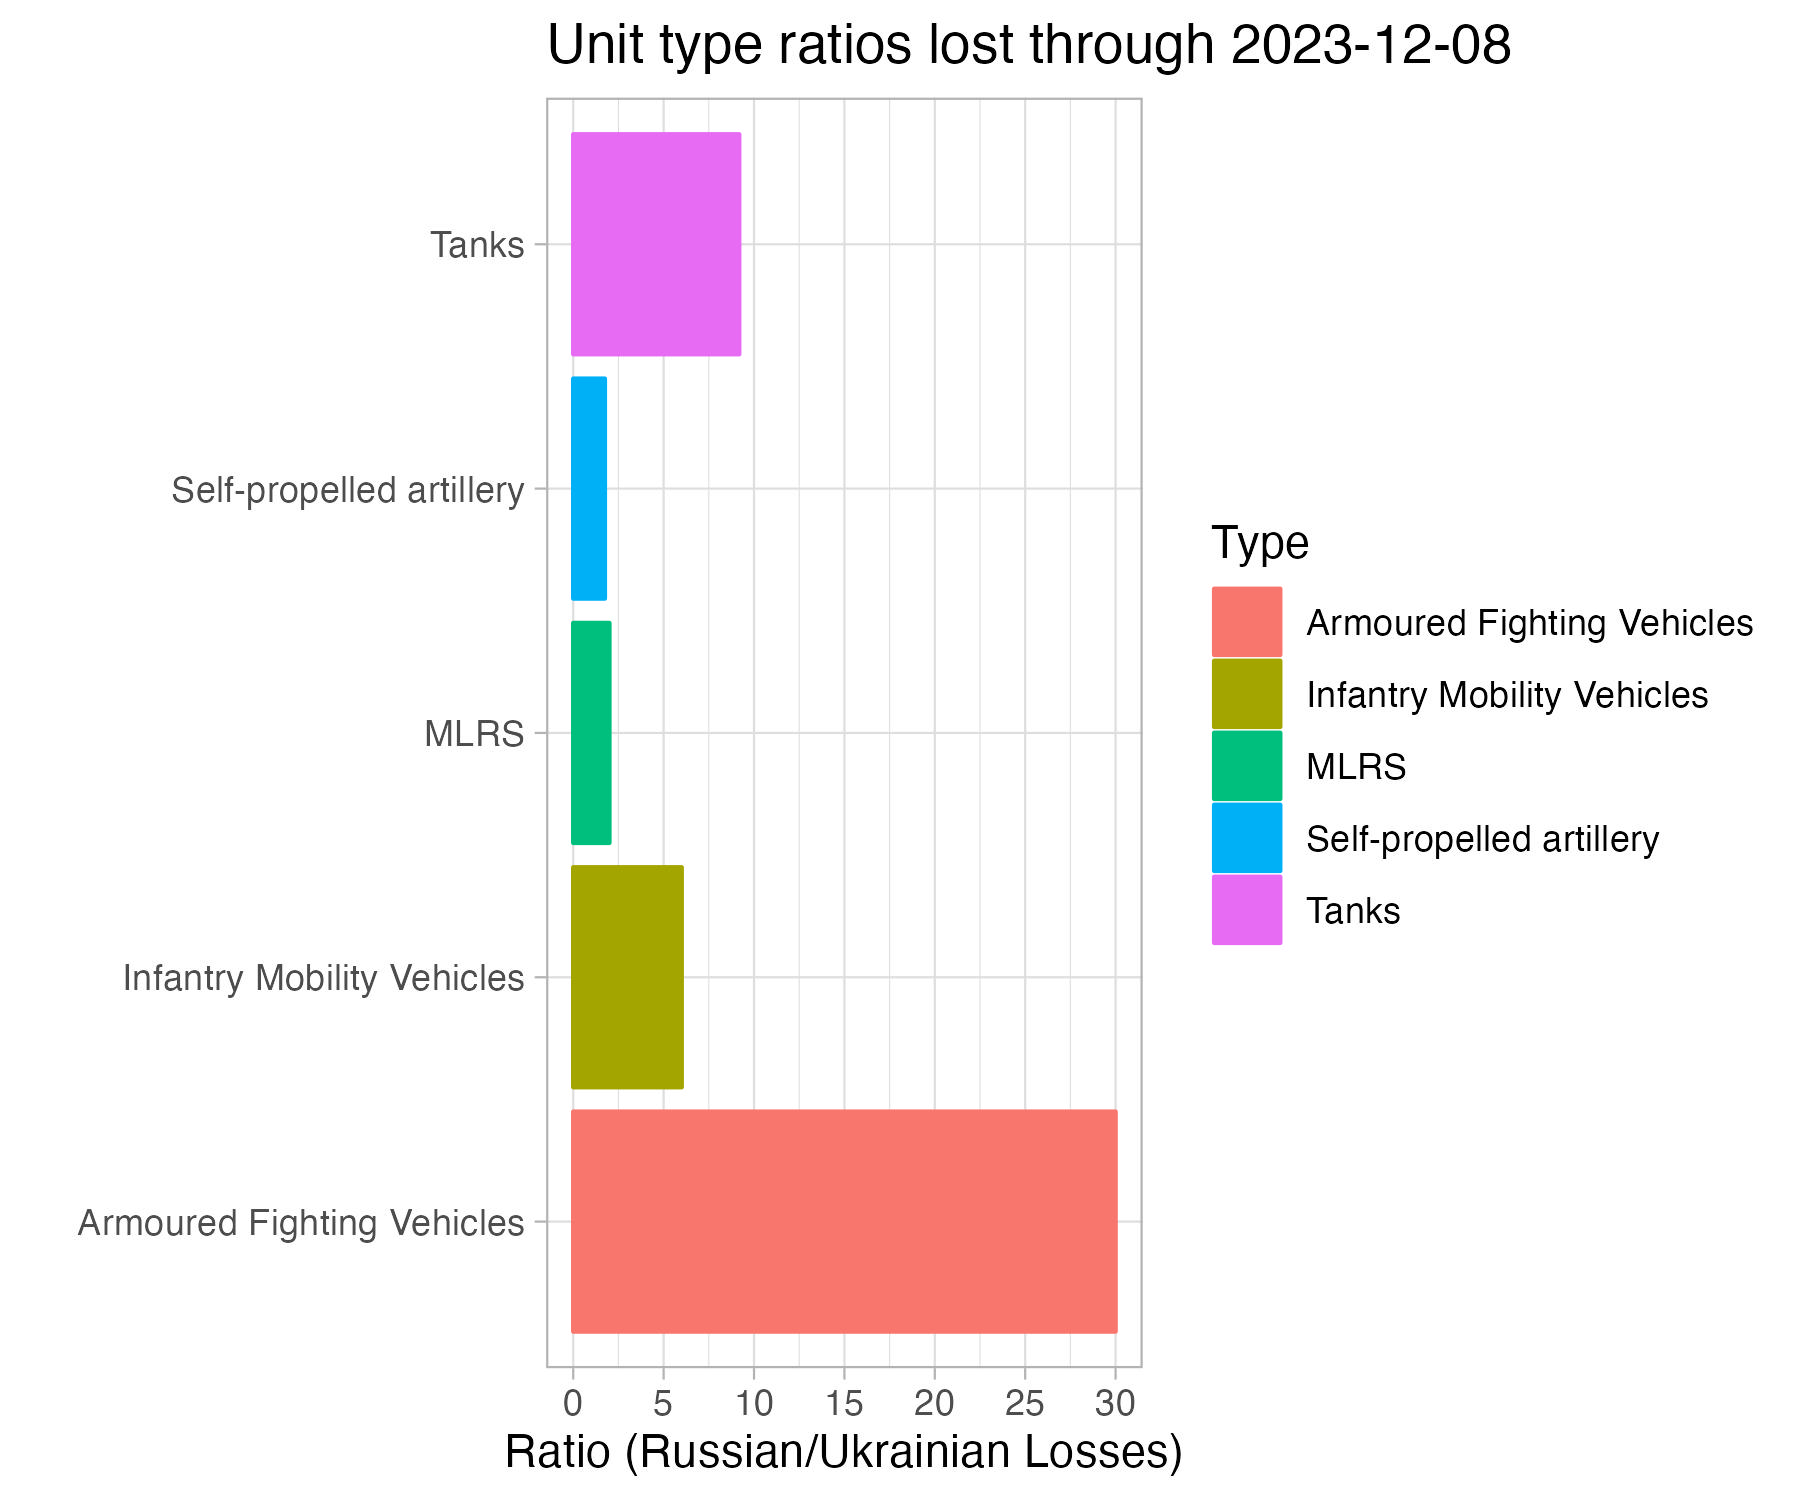 Unit type ratios lost through 2023-12-08
Tanks
Self-propelled artillery
MLRS
Infantry Mobility Vehicles
Armoured Fighting Vehicles
0 5 10 15 20 25 30
Ratio (Russian/Ukrainian Losses)
Type
Armoured Fighting Vehicles
Infantry Mobility Vehicles
MLRS
Self-propelled artillery
Tanks